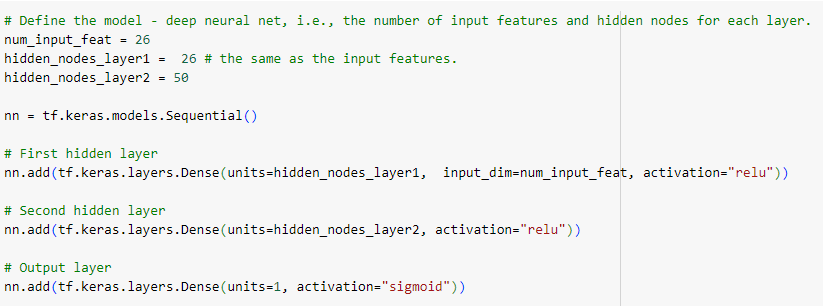 # Define the model - deep neural net, i.e., the number of input features and hidden nodes for each layer.
num_input_feat = 26
hidden_nodes_layer1 =  26 # the same as the input features.
hidden_nodes_layer2 = 50
nn = tf.keras.models.Sequential()
# First hidden layer
nn.add(tf.keras.layers.Dense(units=hidden_nodes_layer1,  input_dim=num_input_feat, activation="relu"))
# Second hidden layer
nn.add(tf.keras.layers.Dense(units=hidden_nodes_layer2, activation="relu"))
# Output layer
nn.add(tf.keras.layers.Dense(units=1, activation="sigmoid"))